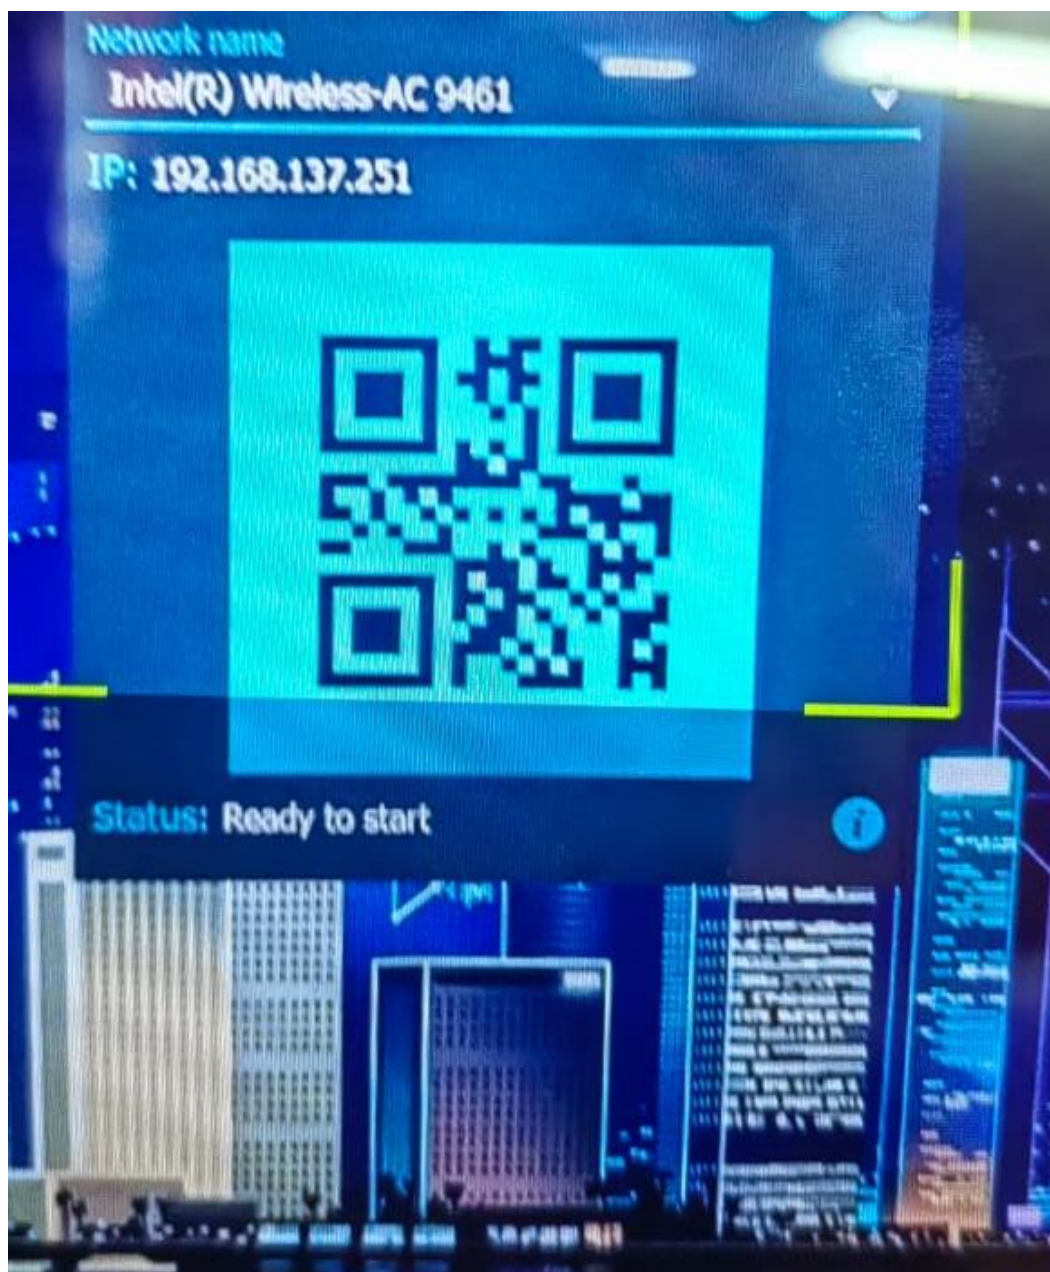 Network name
Intel(R) Wireless-AC 9461
IP: 192.168.137.251
Status: Ready to start
i